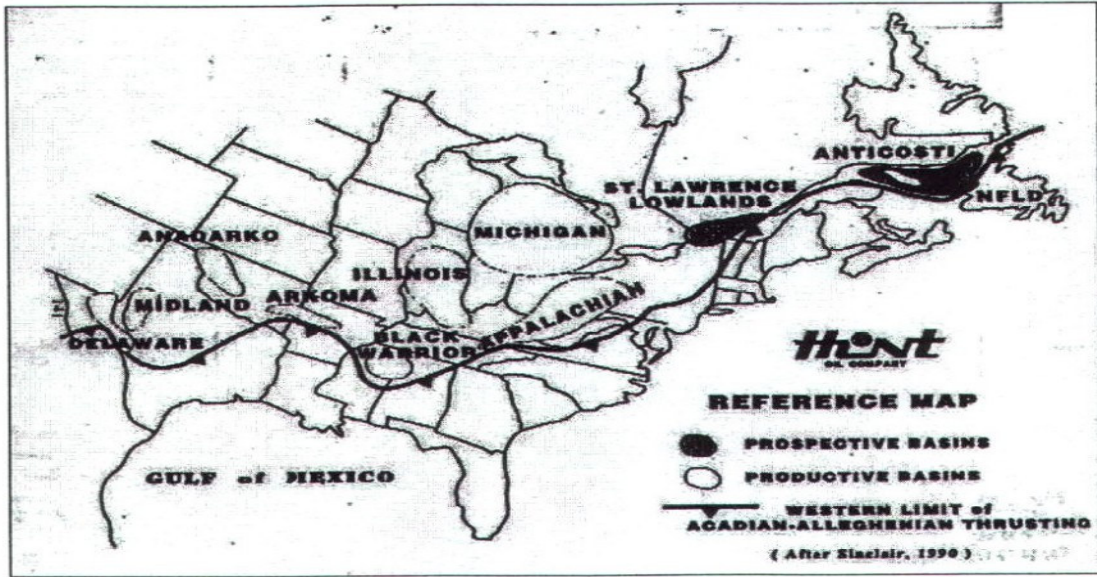 ANTICOSTI
ST. LAWRENCE
LOWLANDS
NFLD
MICHIGAN
ANADARKO
ILLINOIS
MIDLAND
ARKOMA
APPALACHIAN
BLACK
WARRIOR
DELAWARE
HUNT
OIL COMPANY
REFERENCE MAP
PROSPECTIVE BASINS
PRODUCTIVE BASINS
GULF of MEXICO
WESTERN LIMIT of
ACADIAN-ALLEGHENIAN THRUSTING
( After Sinclair, 1990 )